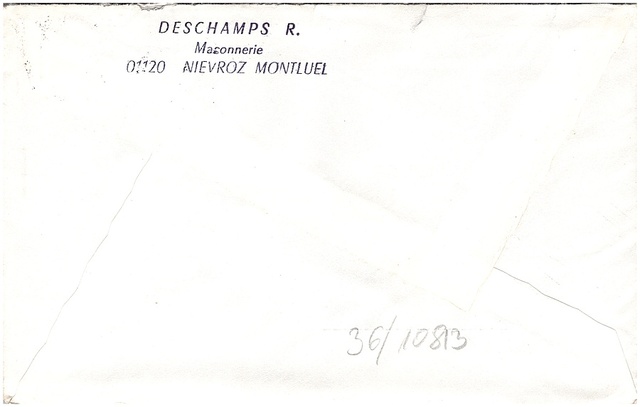 DESCHAMPS R.
Maçonnerie
01120 NIEVROZ MONTLUEL
36/10813